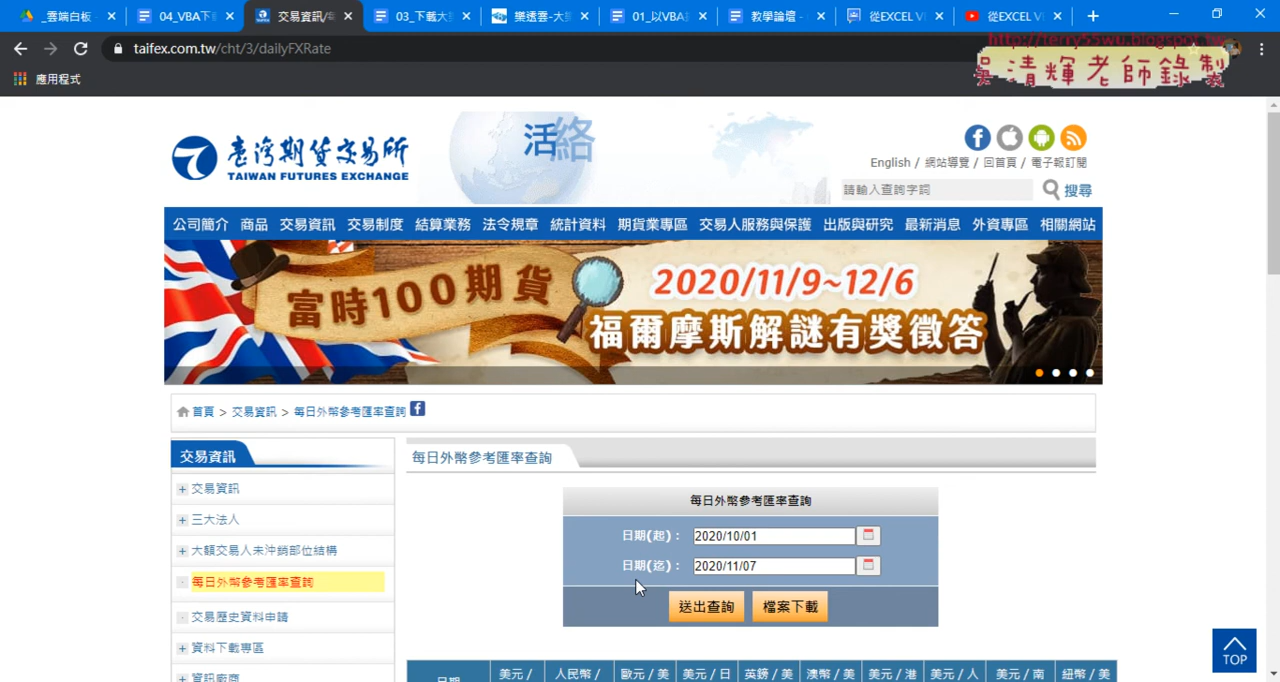 _雲端白板
04_VBA下
交易資訊/每
03_下載大
樂透雲-大
01_以VBA
教學論壇 -
從EXCEL V
從EXCEL V
taifex.com.tw/cht/3/dailyFXRate
應用程式
http://terry55wu.blogspot.tw
吳清輝老師錄製
臺灣期貨交易所
TAIWAN FUTURES EXCHANGE
活絡
English / 網站導覽 / 回首頁 / 電子報訂閱
請輸入查詢字詞
搜尋
公司簡介 商品 交易資訊 交易制度 結算業務 法令規章 統計資料 期貨業專區 交易人服務與保護 出版與研究 最新消息 外資專區 相關網站
富時100期貨
2020/11/9~12/6
福爾摩斯解謎有獎徵答
首頁 > 交易資訊 > 每日外幣參考匯率查詢
交易資訊
交易資訊
三大法人
大額交易人未沖銷部位結構
每日外幣參考匯率查詢
交易歷史資料申請
資料下載專區
資訊廠商
每日外幣參考匯率查詢
每日外幣參考匯率查詢
日期(起)： 2020/10/01
日期(迄)： 2020/11/07
送出查詢 檔案下載
日期 美元／ 人民幣／ 歐元／美 美元／日 英鎊／美 澳幣／美 美元／港 美元／人 美元／南 紐幣／美
TOP